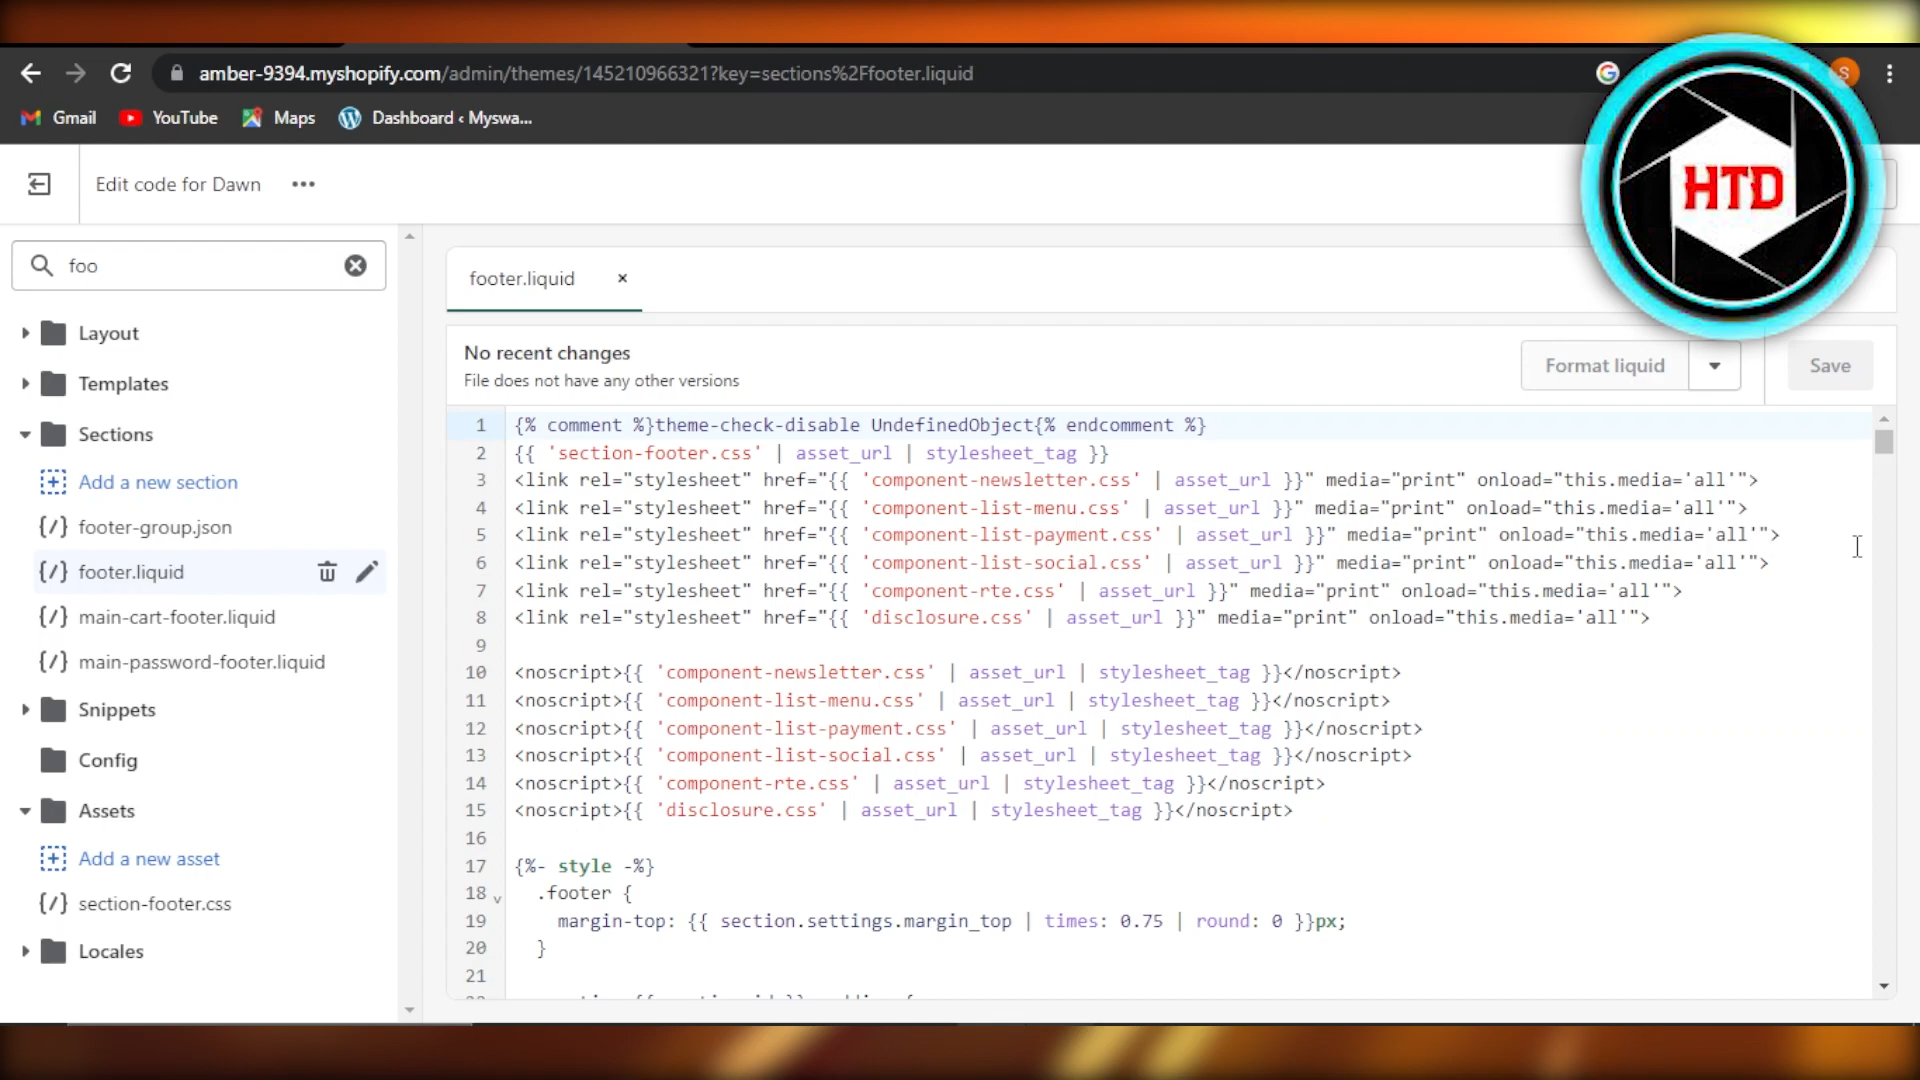 amber-9394.myshopify.com/admin/themes/145210966321?key=sections%2Ffooter.liquid
S
Gmail YouTube Maps Dashboard ‹ Myswa...
Edit code for Dawn
HTD
foo
Layout
Templates
Sections
Add a new section
{/} footer-group.json
{/} footer.liquid
{/} main-cart-footer.liquid
{/} main-password-footer.liquid
Snippets
Config
Assets
Add a new asset
{/} section-footer.css
Locales
footer.liquid ×
No recent changes
File does not have any other versions
Format liquid
Save
1 {% comment %}theme-check-disable UndefinedObject{% endcomment %}
2 {{ 'section-footer.css' | asset_url | stylesheet_tag }}
3 <link rel="stylesheet" href="{{ 'component-newsletter.css' | asset_url }}" media="print" onload="this.media='all'">
4 <link rel="stylesheet" href="{{ 'component-list-menu.css' | asset_url }}" media="print" onload="this.media='all'">
5 <link rel="stylesheet" href="{{ 'component-list-payment.css' | asset_url }}" media="print" onload="this.media='all'">
6 <link rel="stylesheet" href="{{ 'component-list-social.css' | asset_url }}" media="print" onload="this.media='all'">
7 <link rel="stylesheet" href="{{ 'component-rte.css' | asset_url }}" media="print" onload="this.media='all'">
8 <link rel="stylesheet" href="{{ 'disclosure.css' | asset_url }}" media="print" onload="this.media='all'">
9
10 <noscript>{{ 'component-newsletter.css' | asset_url | stylesheet_tag }}</noscript>
11 <noscript>{{ 'component-list-menu.css' | asset_url | stylesheet_tag }}</noscript>
12 <noscript>{{ 'component-list-payment.css' | asset_url | stylesheet_tag }}</noscript>
13 <noscript>{{ 'component-list-social.css' | asset_url | stylesheet_tag }}</noscript>
14 <noscript>{{ 'component-rte.css' | asset_url | stylesheet_tag }}</noscript>
15 <noscript>{{ 'disclosure.css' | asset_url | stylesheet_tag }}</noscript>
16
17 {%- style -%}
18 .footer {
19 margin-top: {{ section.settings.margin_top | times: 0.75 | round: 0 }}px;
20 }
21